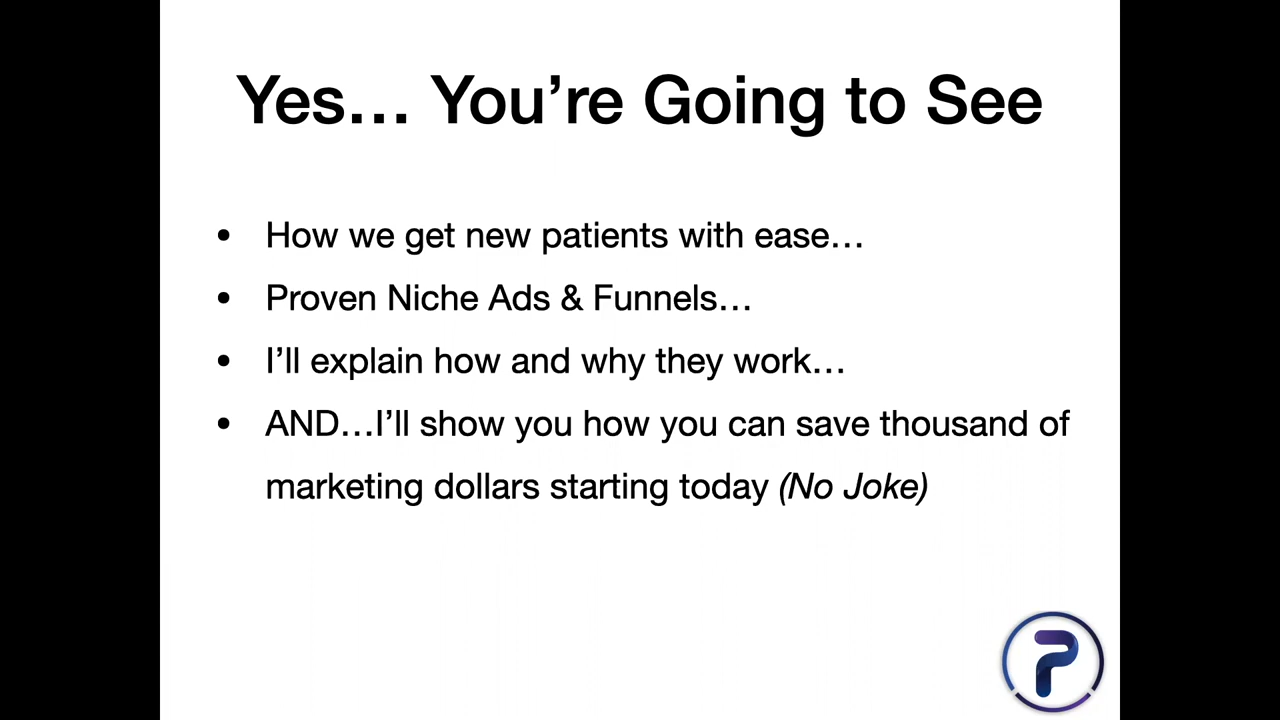 Yes… You’re Going to See
• How we get new patients with ease…
• Proven Niche Ads & Funnels…
• I’ll explain how and why they work…
• AND…I’ll show you how you can save thousand of
marketing dollars starting today (No Joke)
P